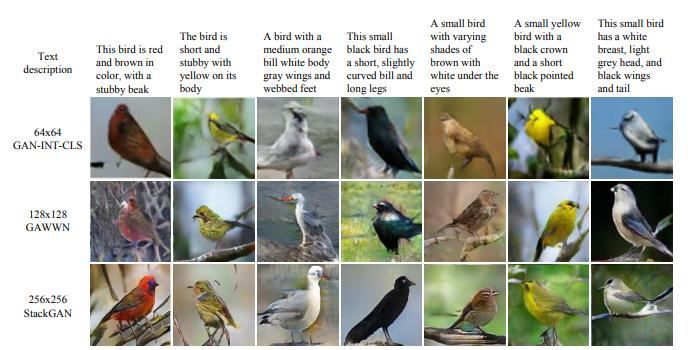 Text
description
This bird is red
and brown in
color, with a
stubby beak
The bird is
short and
stubby with
yellow on its
body
A bird with a
medium orange
bill white body
gray wings and
webbed feet
This small
black bird has
a short, slightly
curved bill and
long legs
A small bird
with varying
shades of
brown with
white under the
eyes
A small yellow
bird with a
black crown
and a short
black pointed
beak
This small bird
has a white
breast, light
grey head, and
black wings
and tail
64x64
GAN-INT-CLS
128x128
GAWWN
256x256
StackGAN